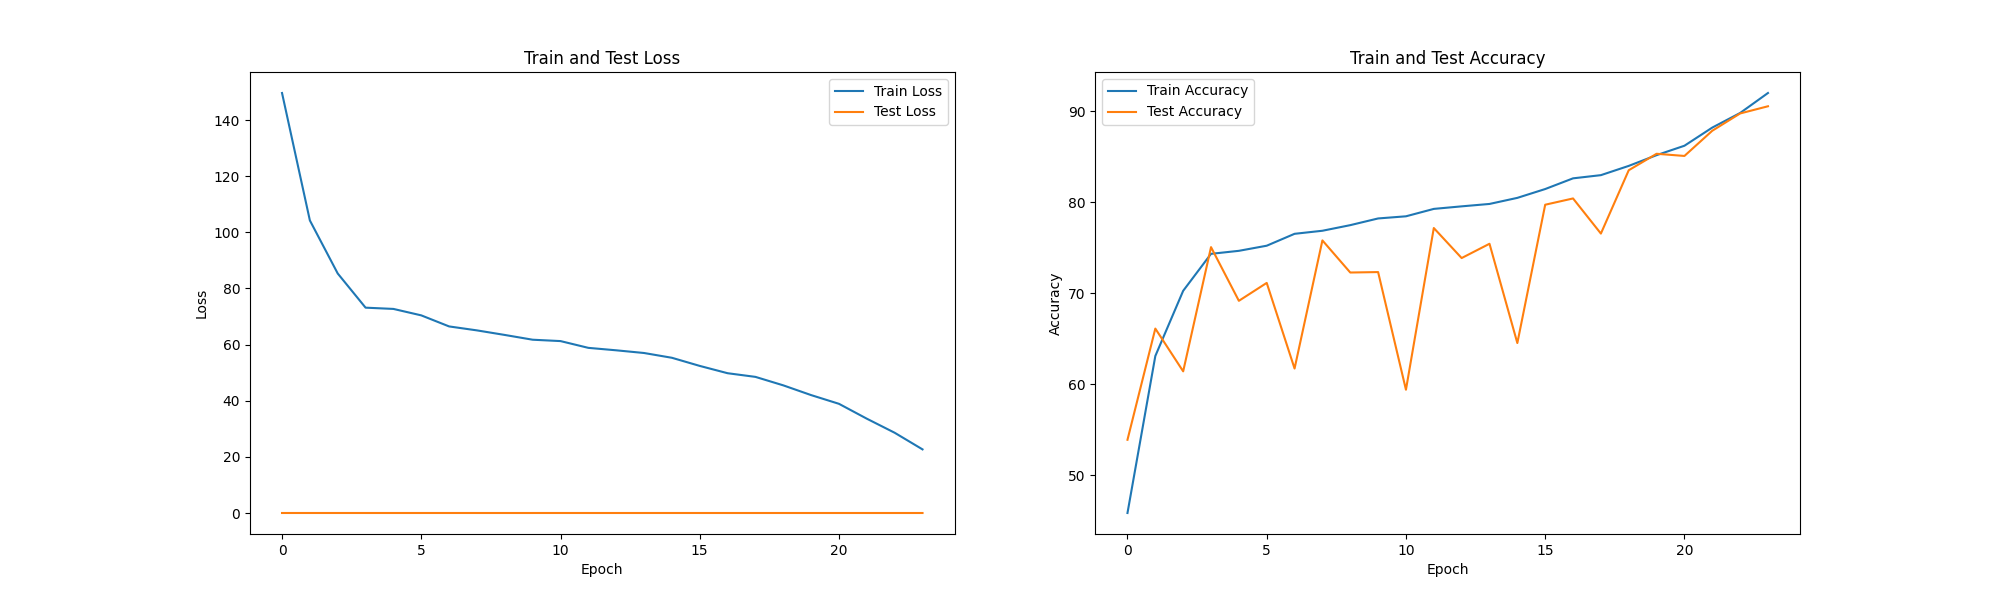 Train and Test Loss
Train Loss
Test Loss
140
120
100
80
60
40
20
0
Loss
0 5 10 15 20
Epoch
Train and Test Accuracy
Train Accuracy
Test Accuracy
90
80
70
60
50
Accuracy
0 5 10 15 20
Epoch